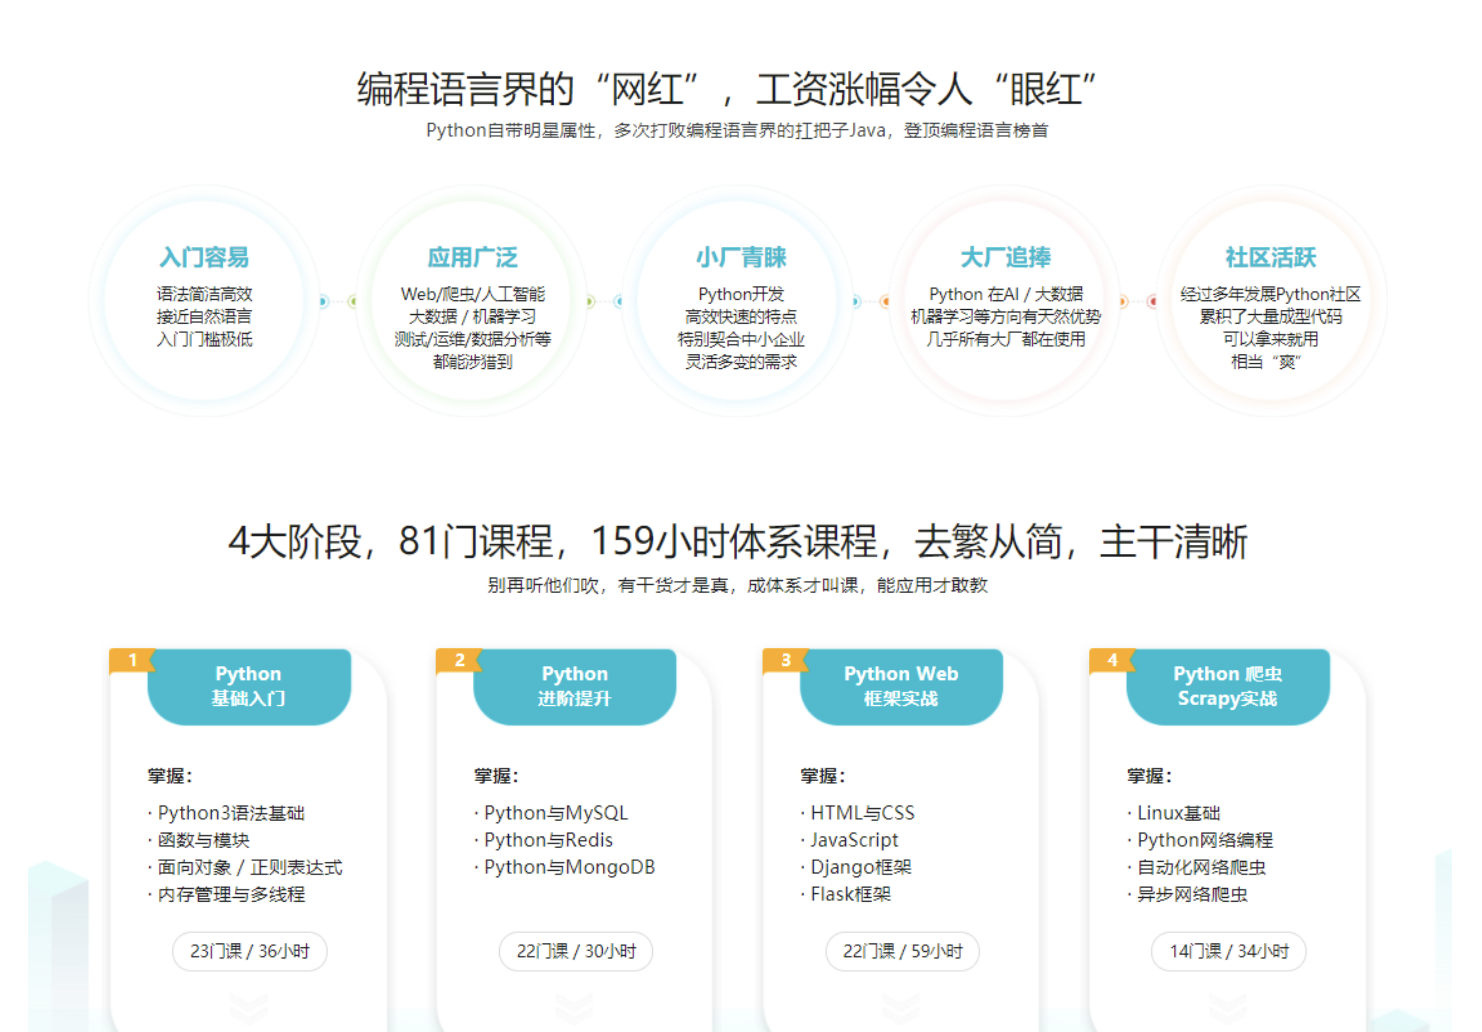 编程语言界的“网红”，工资涨幅令人“眼红”
Python自带明星属性，多次打败编程语言界的扛把子Java，登顶编程语言榜首
入门容易
语法简洁高效
接近自然语言
入门门槛极低
应用广泛
Web/爬虫/人工智能
大数据 / 机器学习
测试/运维/数据分析等
都能涉猎到
小厂青睐
Python开发
高效快速的特点
特别契合中小企业
灵活多变的需求
大厂追捧
Python 在AI / 大数据
机器学习等方向有天然优势
几乎所有大厂都在使用
社区活跃
经过多年发展Python社区
累积了大量成型代码
可以拿来就用
相当“爽”
4大阶段，81门课程，159小时体系课程，去繁从简，主干清晰
别再听他们吹，有干货才是真，成体系才叫课，能应用才敢教
1
Python
基础入门
掌握：
· Python3语法基础
· 函数与模块
· 面向对象 / 正则表达式
· 内存管理与多线程
23门课 / 36小时
2
Python
进阶提升
掌握：
· Python与MySQL
· Python与Redis
· Python与MongoDB
22门课 / 30小时
3
Python Web
框架实战
掌握：
· HTML与CSS
· JavaScript
· Django框架
· Flask框架
22门课 / 59小时
4
Python 爬虫
Scrapy实战
掌握：
· Linux基础
· Python网络编程
· 自动化网络爬虫
· 异步网络爬虫
14门课 / 34小时